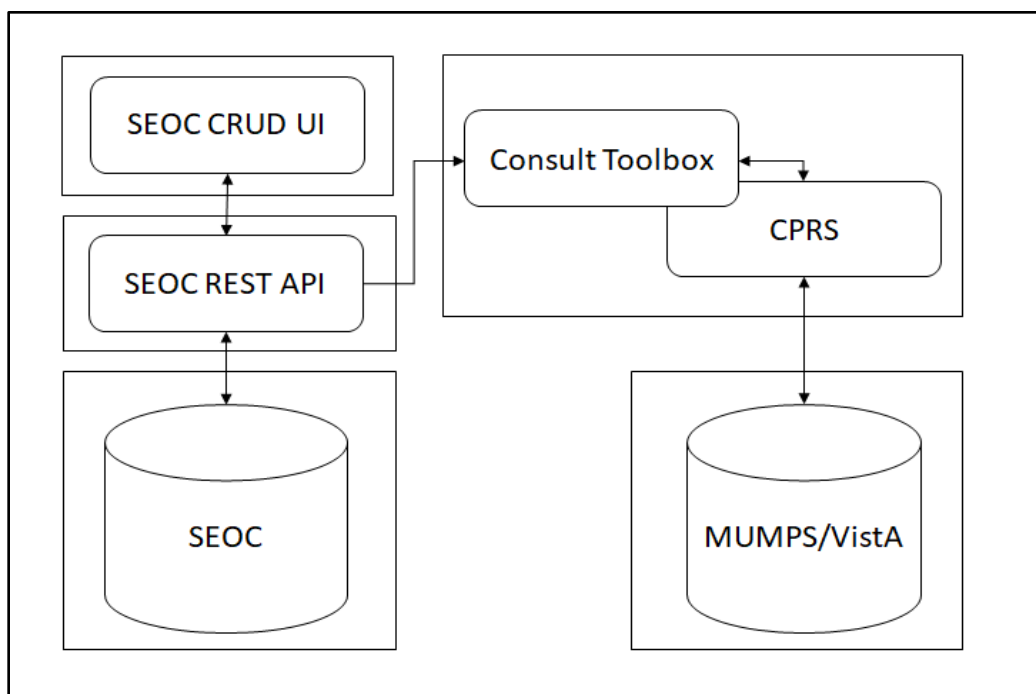 SEOC CRUD UI
SEOC REST API
SEOC
Consult Toolbox
CPRS
MUMPS/VistA